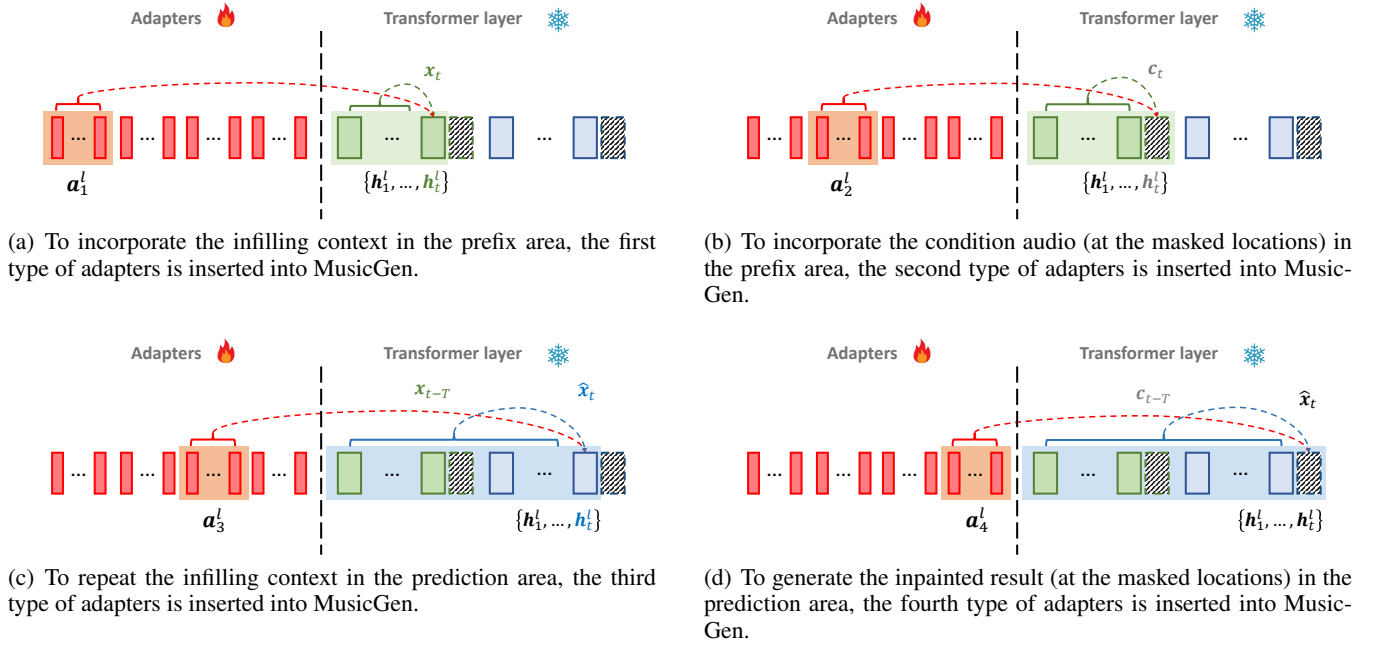 Adapters Transformer layer
x_t
... ... ... ... ... ...
a_1^l {h_1^l, ..., h_t^l}
(a) To incorporate the infilling context in the prefix area, the first
type of adapters is inserted into MusicGen.
Adapters Transformer layer
c_t
... ... ... ... ... ...
a_2^l {h_1^l, ..., h_t^l}
(b) To incorporate the condition audio (at the masked locations) in
the prefix area, the second type of adapters is inserted into Music-
Gen.
Adapters Transformer layer
x_{t-T} x̂_t
... ... ... ... ... ...
a_3^l {h_1^l, ..., h_t^l}
(c) To repeat the infilling context in the prediction area, the third
type of adapters is inserted into MusicGen.
Adapters Transformer layer
c_{t-T} x̂_t
... ... ... ... ... ...
a_4^l {h_1^l, ..., h_t^l}
(d) To generate the inpainted result (at the masked locations) in the
prediction area, the fourth type of adapters is inserted into Music-
Gen.